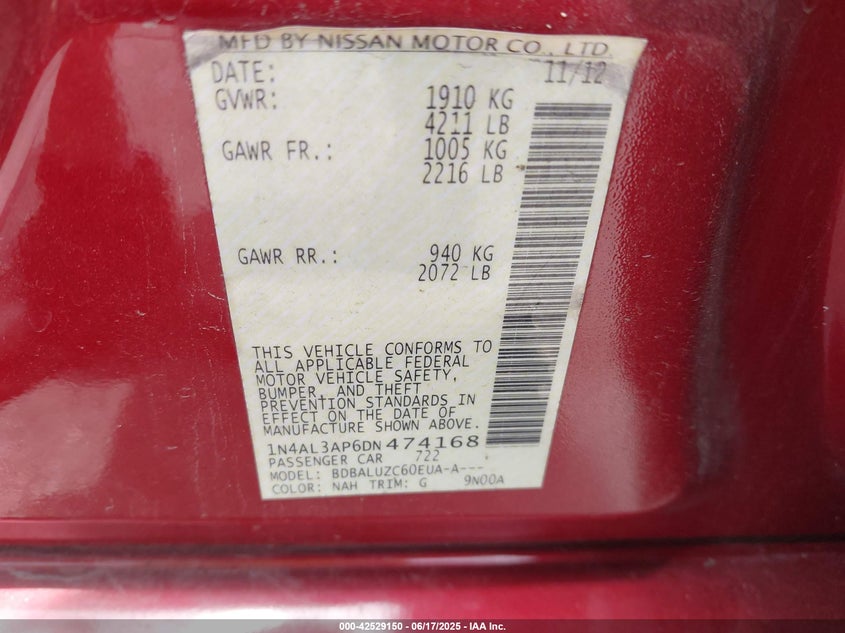 MFD BY NISSAN MOTOR CO., LTD.
DATE: 11/12
GVWR: 1910 KG
4211 LB
GAWR FR.: 1005 KG
2216 LB
GAWR RR.: 940 KG
2072 LB
THIS VEHICLE CONFORMS TO
ALL APPLICABLE FEDERAL
MOTOR VEHICLE SAFETY,
BUMPER, AND THEFT
PREVENTION STANDARDS IN
EFFECT ON THE DATE OF
MANUFACTURE SHOWN ABOVE.
1N4AL3AP6DN474168
PASSENGER CAR 722
MODEL: BDBALUZC60EUA-A---
COLOR: NAH TRIM: G 9N00A
000-42529150 - 06/17/2025 - IAA Inc.